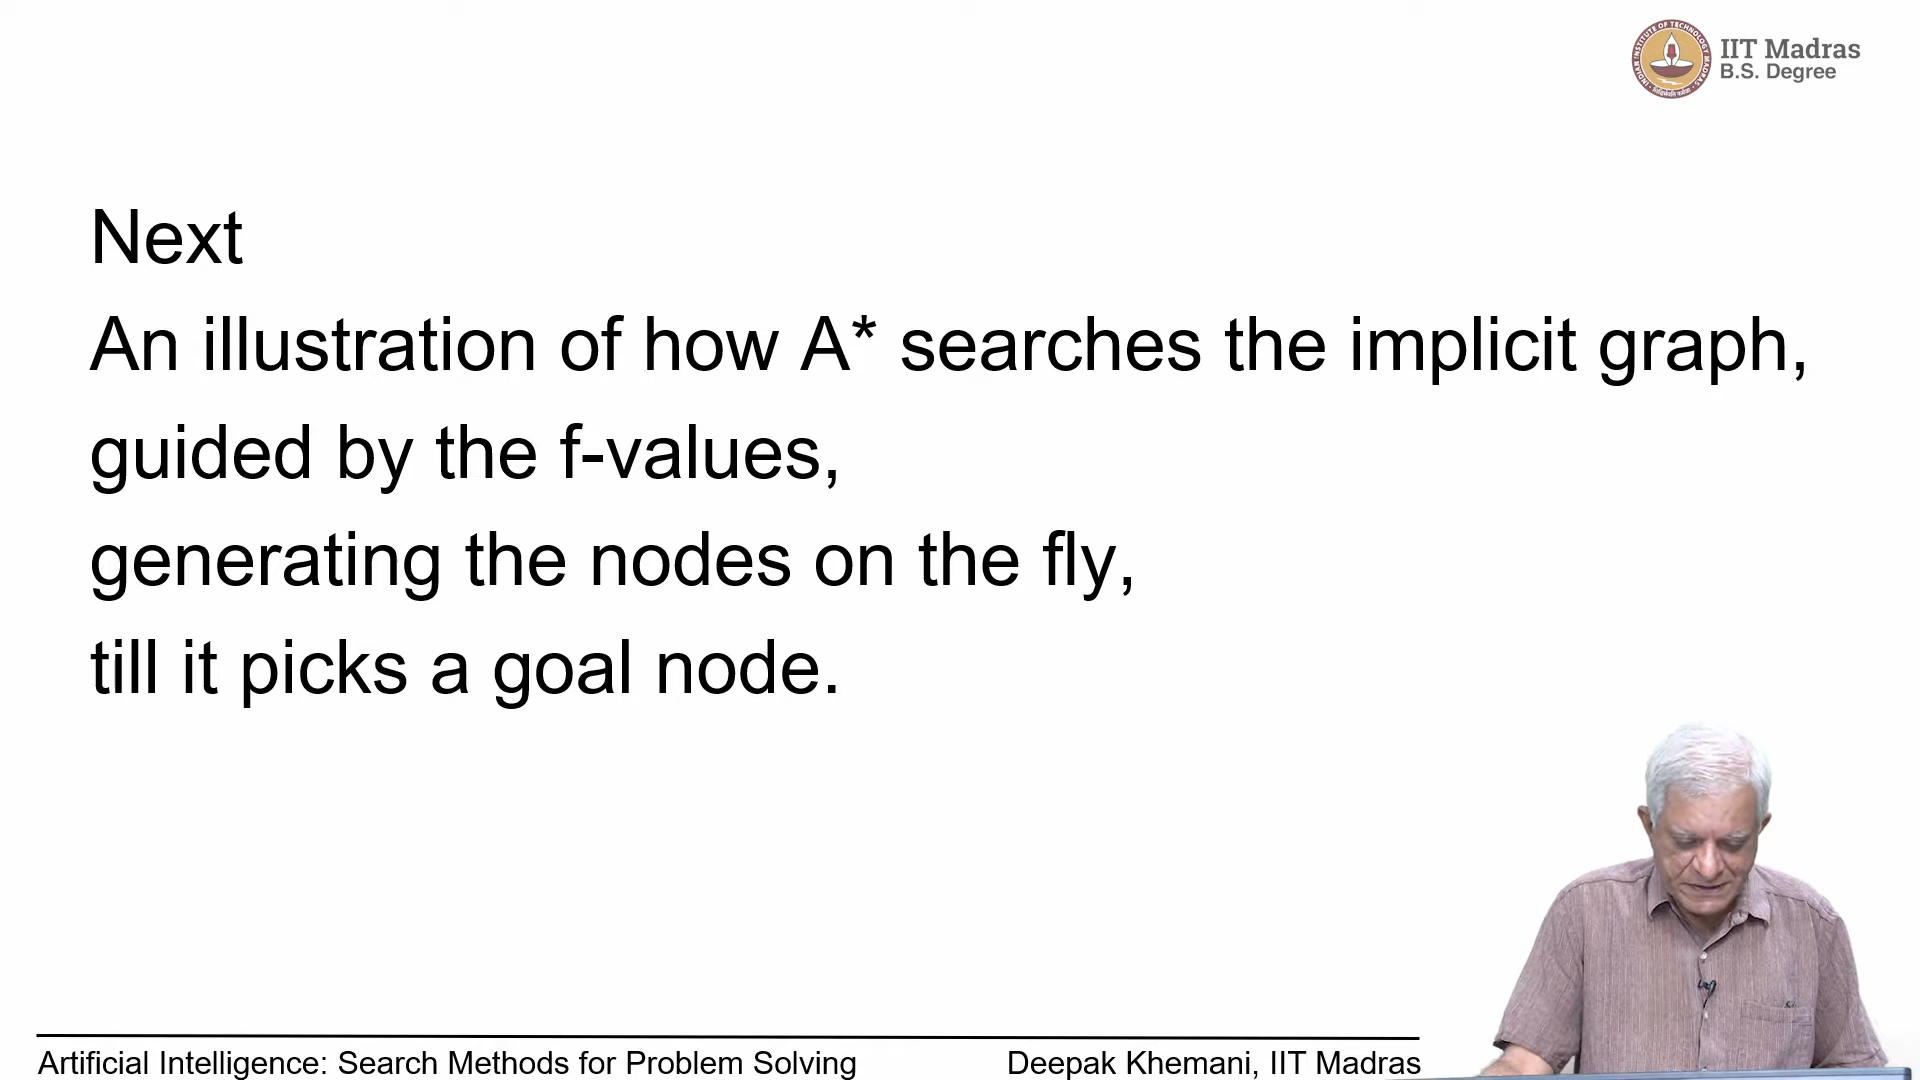 IIT Madras
B.S. Degree
Next
An illustration of how A* searches the implicit graph,
guided by the f-values,
generating the nodes on the fly,
till it picks a goal node.
Artificial Intelligence: Search Methods for Problem Solving
Deepak Khemani, IIT Madras